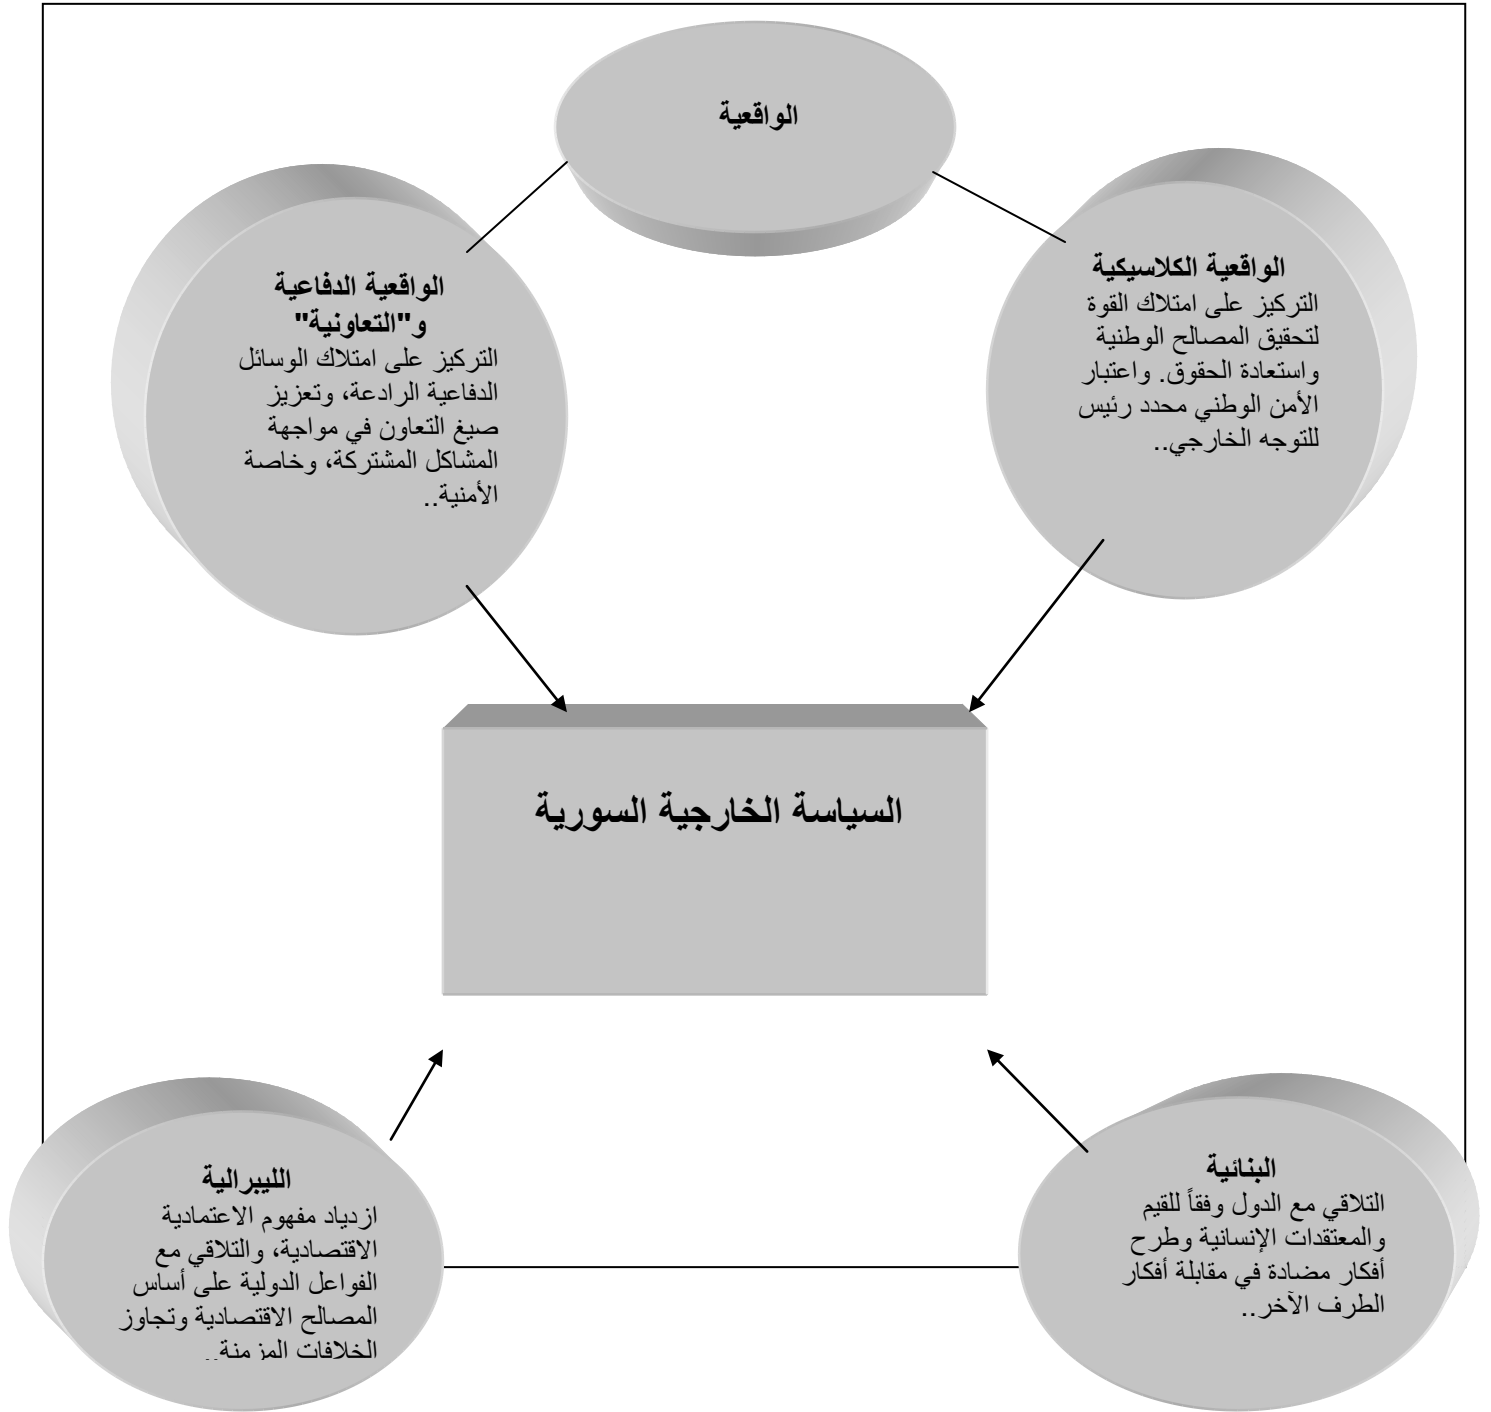 الواقعية
الواقعية الكلاسيكية
التركيز على امتلاك القوة
لتحقيق المصالح الوطنية
واستعادة الحقوق. واعتبار
الأمن الوطني محدد رئيس
للتوجه الخارجي..
الواقعية الدفاعية
و"التعاونية"
التركيز على امتلاك الوسائل
الدفاعية الرادعة، وتعزيز
صيغ التعاون في مواجهة
المشاكل المشتركة، وخاصة
الأمنية..
السياسة الخارجية السورية
البنائية
التلاقي مع الدول وفقاً للقيم
والمعتقدات الإنسانية وطرح
أفكار مضادة في مقابلة أفكار
الطرف الآخر..
الليبرالية
ازدياد مفهوم الاعتمادية
الاقتصادية، والتلاقي مع
الفواعل الدولية على أساس
المصالح الاقتصادية وتجاوز
الخلافات المزمنة..